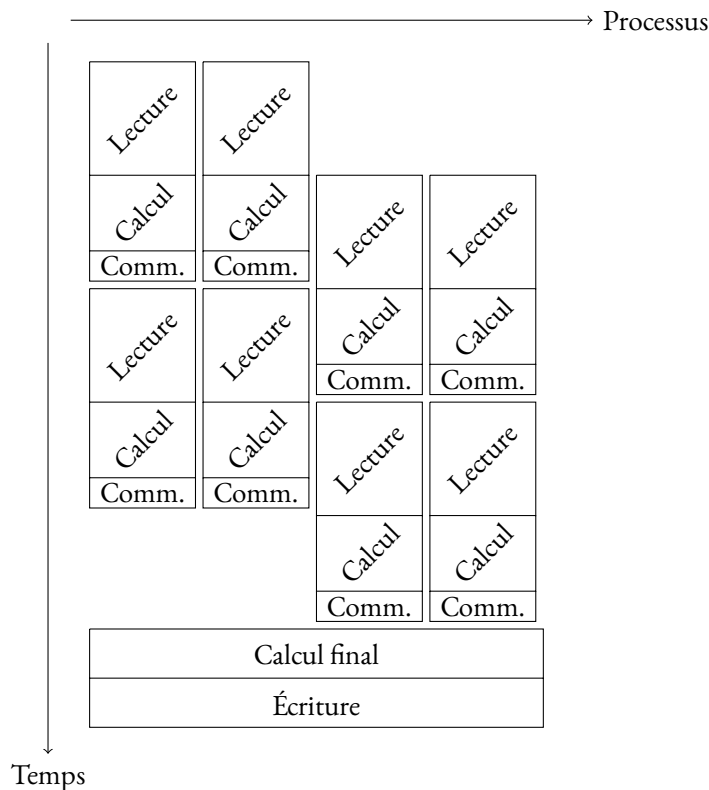 Processus
Lecture Lecture
Calcul Calcul Lecture Lecture
Comm. Comm.
Lecture Lecture Calcul Calcul
Comm. Comm.
Calcul Calcul Lecture Lecture
Comm. Comm.
Calcul Calcul
Comm. Comm.
Calcul final
Écriture
Temps